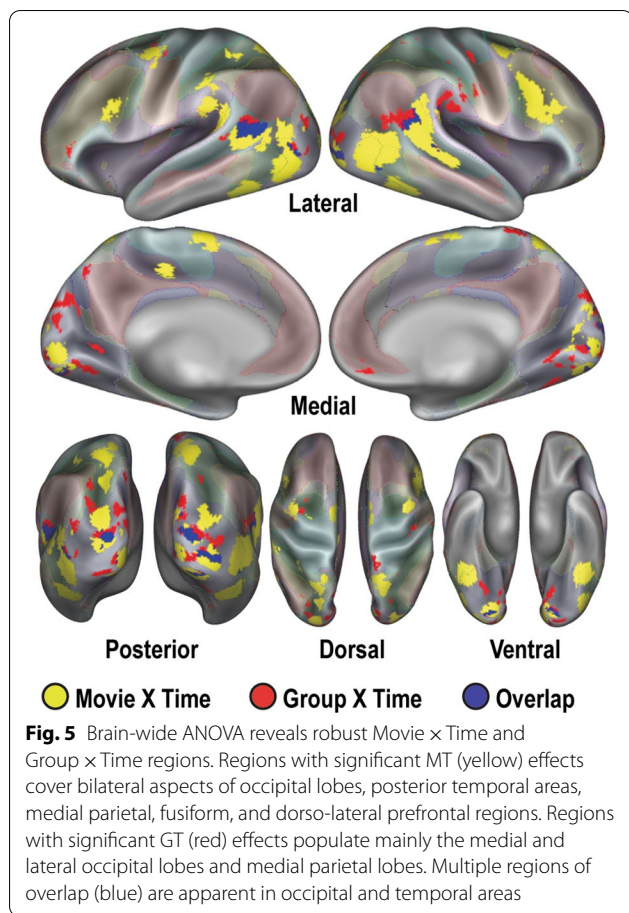 Lateral
Medial
Posterior Dorsal Ventral
Movie X Time Group X Time Overlap
Fig. 5 Brain-wide ANOVA reveals robust Movie × Time and
Group × Time regions. Regions with significant MT (yellow) effects
cover bilateral aspects of occipital lobes, posterior temporal areas,
medial parietal, fusiform, and dorso-lateral prefrontal regions. Regions
with significant GT (red) effects populate mainly the medial and
lateral occipital lobes and medial parietal lobes. Multiple regions of
overlap (blue) are apparent in occipital and temporal areas